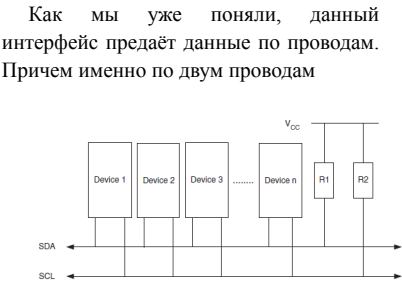 Как мы уже поняли, данный
интерфейс предаёт данные по проводам.
Причем именно по двум проводам
VCC
Device 1 Device 2 Device 3 ........ Device n R1 R2
SDA
SCL